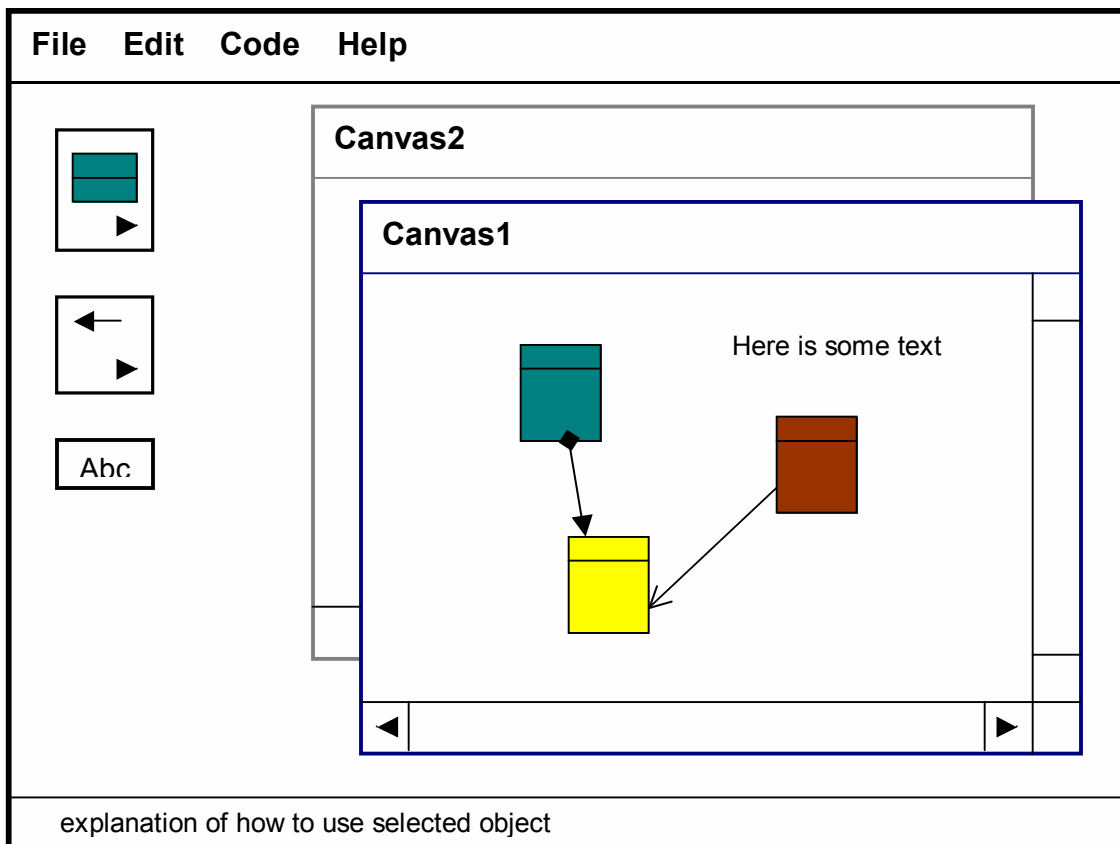 File Edit Code Help
Canvas2
Canvas1
Here is some text
Abc
explanation of how to use selected object